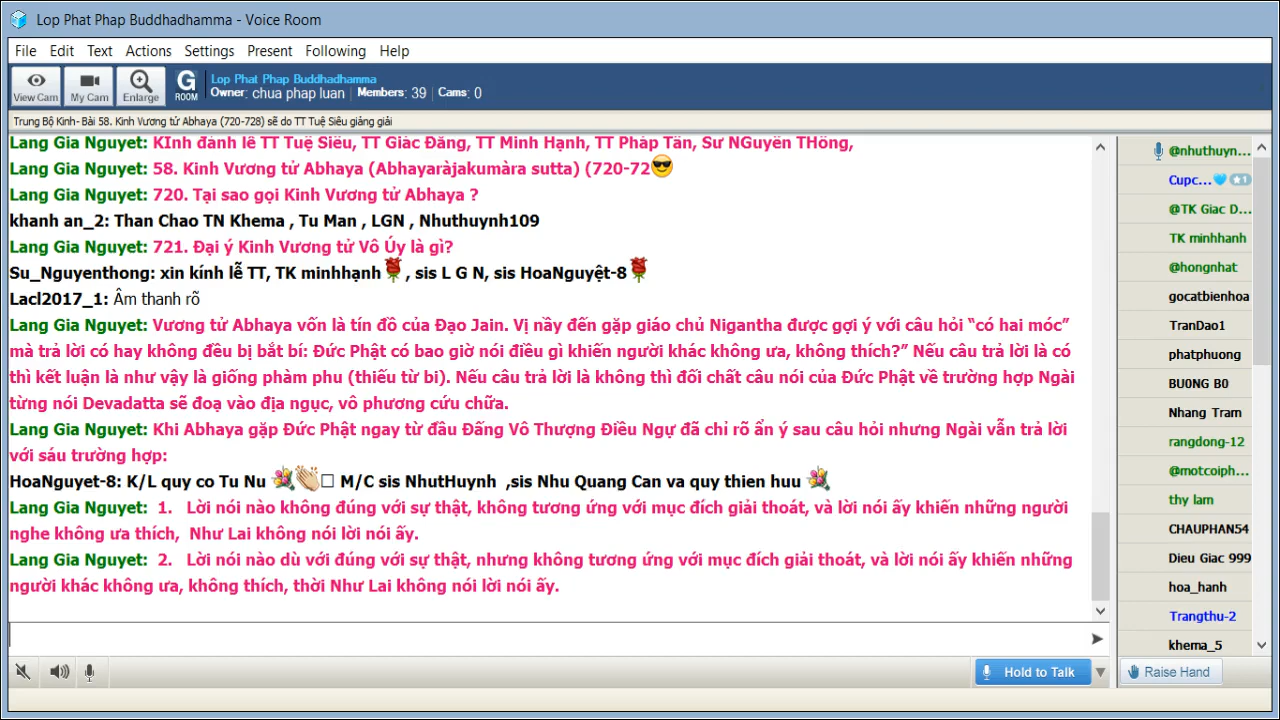 Lop Phat Phap Buddhadhamma - Voice Room
File Edit Text Actions Settings Present Following Help
View Cam My Cam Enlarge G ROOM
Lop Phat Phap Buddhadhamma
Owner: chua phap luan Members: 39 Cams: 0
Trung Bộ Kinh- Bài 58. Kinh Vương tử Abhaya (720-728) sẽ do TT Tuệ Siêu giảng giải
Lang Gia Nguyet: KInh đảnh lễ TT Tuệ Siêu, TT Giác Đẳng, TT Minh Hạnh, TT Pháp Tân, Sư NGuyên THông,
Lang Gia Nguyet: 58. Kinh Vương tử Abhaya (Abhayaràjakumàra sutta) (720-72😎
Lang Gia Nguyet: 720. Tại sao gọi Kinh Vương tử Abhaya ?
khanh an_2: Than Chao TN Khema , Tu Man , LGN , Nhuthuynh109
Lang Gia Nguyet: 721. Đại ý Kinh Vương tử Vô Úy là gì?
Su_Nguyenthong: xin kính lễ TT, TK minhhạnh🌹, sis L G N, sis HoaNguyệt-8🌹
Lacl2017_1: Âm thanh rõ
Lang Gia Nguyet: Vương tử Abhaya vốn là tín đồ của Đạo Jain. Vị nầy đến gặp giáo chủ Nigantha được gợi ý với câu hỏi “có hai móc”
mà trả lời có hay không đều bị bắt bí: Đức Phật có bao giờ nói điều gì khiến người khác không ưa, không thích?” Nếu câu trả lời là có
thì kết luận là như vậy là giống phàm phu (thiếu từ bi). Nếu câu trả lời là không thì đối chất câu nói của Đức Phật về trường hợp Ngài
từng nói Devadatta sẽ đoạ vào địa ngục, vô phương cứu chữa.
Lang Gia Nguyet: Khi Abhaya gặp Đức Phật ngay từ đầu Đấng Vô Thượng Điều Ngự đã chỉ rõ ẩn ý sau câu hỏi nhưng Ngài vẫn trả lời
với sáu trường hợp:
HoaNguyet-8: K/L quy co Tu Nu 💐👏□ M/C sis NhutHuynh ,sis Nhu Quang Can va quy thien huu 💐
Lang Gia Nguyet: 1. Lời nói nào không đúng với sự thật, không tương ứng với mục đích giải thoát, và lời nói ấy khiến những người
nghe không ưa thích, Như Lai không nói lời nói ấy.
Lang Gia Nguyet: 2. Lời nói nào dù với đúng với sự thật, nhưng không tương ứng với mục đích giải thoát, và lời nói ấy khiến những
người khác không ưa, không thích, thời Như Lai không nói lời nói ấy.
@nhuthuyn...
Cupc...💙 ★1
@TK Giac D...
TK minhhanh
@hongnhat
gocatbienhoa
TranDao1
phatphuong
BU0NG B0
Nhang Tram
rangdong-12
@motcoiph...
thy lam
CHAUPHAN54
Dieu Giac 999
hoa_hanh
Trangthu-2
khema_5
Hold to Talk Raise Hand